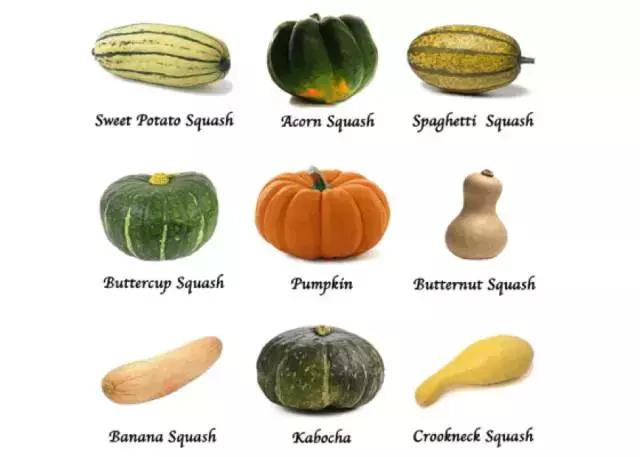 Sweet Potato Squash
Acorn Squash
Spaghetti Squash
Buttercup Squash
Pumpkin
Butternut Squash
Banana Squash
Kabocha
Crookneck Squash